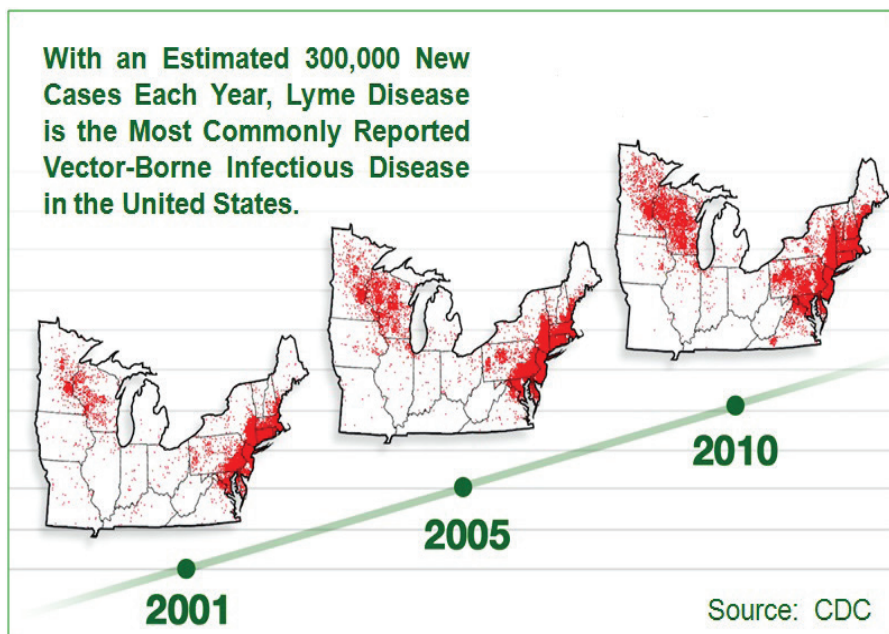 With an Estimated 300,000 New
Cases Each Year, Lyme Disease
is the Most Commonly Reported
Vector-Borne Infectious Disease
in the United States.
2010
2005
2001
Source: CDC